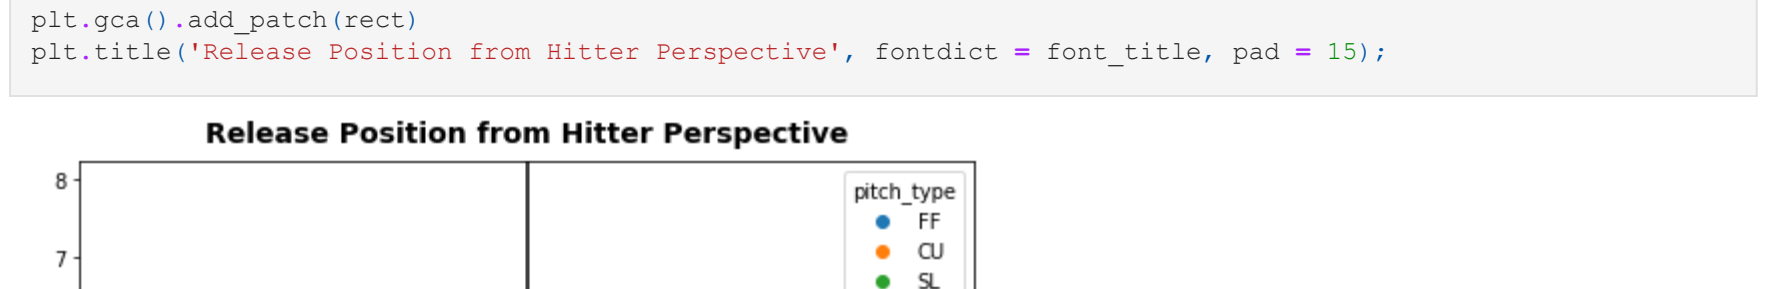 plt.gca().add_patch(rect)
plt.title('Release Position from Hitter Perspective', fontdict = font_title, pad = 15);
Release Position from Hitter Perspective
8
pitch_type
FF
7
CU
SL